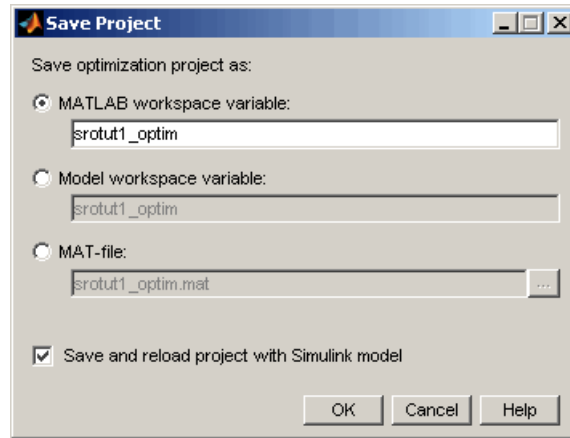 Save Project
Save optimization project as:
MATLAB workspace variable:
srotut1_optim
Model workspace variable:
srotut1_optim
MAT-file:
srotut1_optim.mat
...
Save and reload project with Simulink model
OK Cancel Help